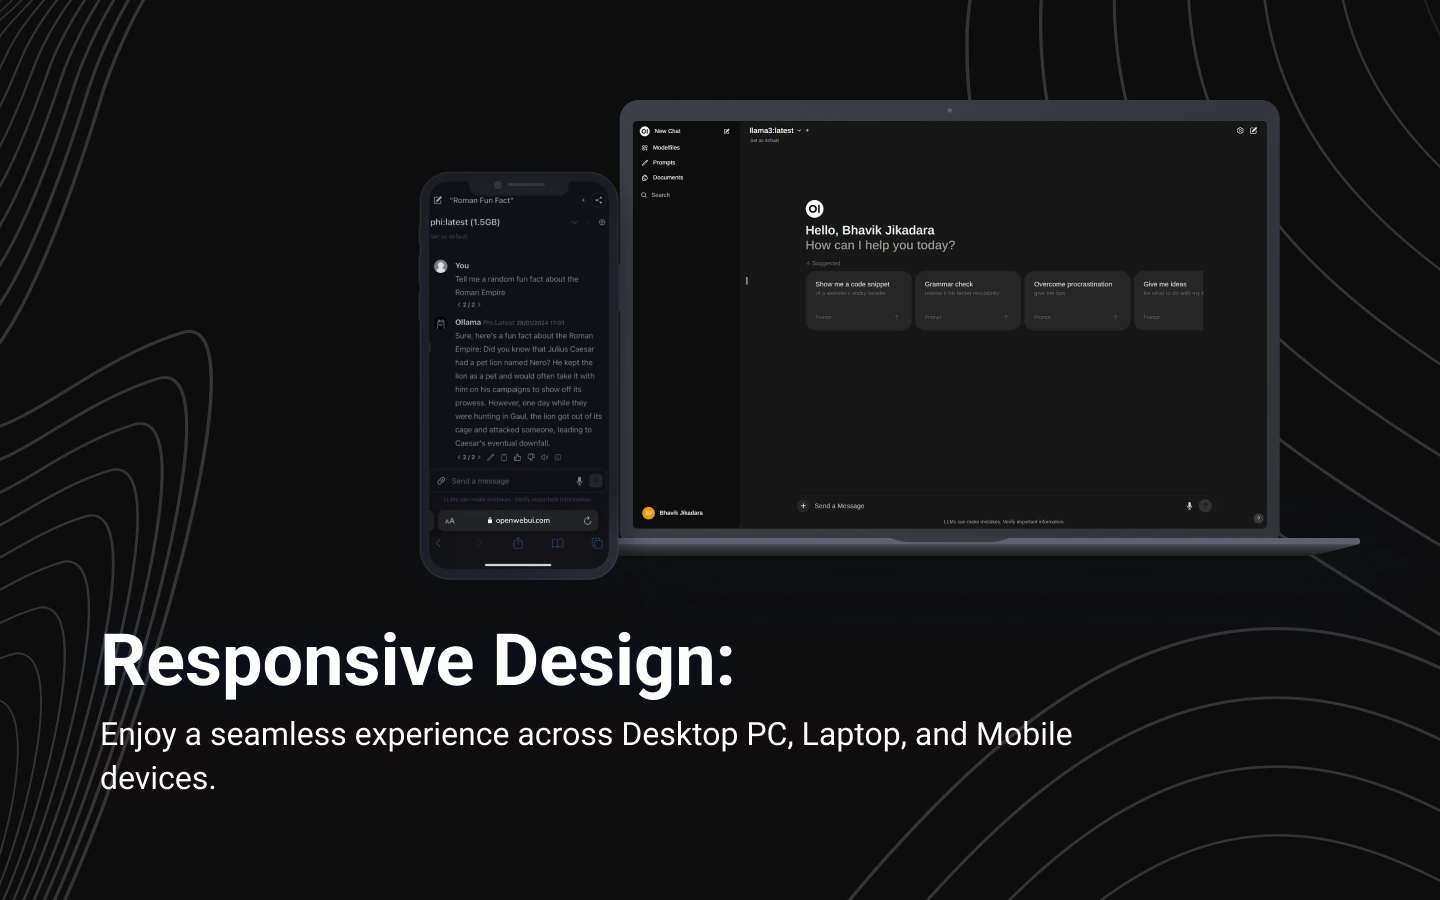 "Roman Fun Fact"
phi:latest (1.5GB)
Set as default
You
Tell me a random fun fact about the
Roman Empire
2 / 2
Ollama Phi:Latest 28/01/2024 17:01
Sure, here's a fun fact about the Roman
Empire: Did you know that Julius Caesar
had a pet lion named Nero? He kept the
lion as a pet and would often take it with
him on his campaigns to show off its
prowess. However, one day while they
were hunting in Gaul, the lion got out of its
cage and attacked someone, leading to
Caesar's eventual downfall.
2 / 2
Send a message
LLMs can make mistakes. Verify important information.
AA openwebui.com
OI New Chat
Modelfiles
Prompts
Documents
Search
Bhavik Jikadara
llama3:latest
Set as default
OI
Hello, Bhavik Jikadara
How can I help you today?
Suggested
Show me a code snippet
of a website's sticky header
Prompt
Grammar check
rewrite it for better readability
Prompt
Overcome procrastination
give me tips
Prompt
Give me ideas
for what to do with my
Prompt
Send a Message
LLMs can make mistakes. Verify important information.
?
Responsive Design:
Enjoy a seamless experience across Desktop PC, Laptop, and Mobile
devices.